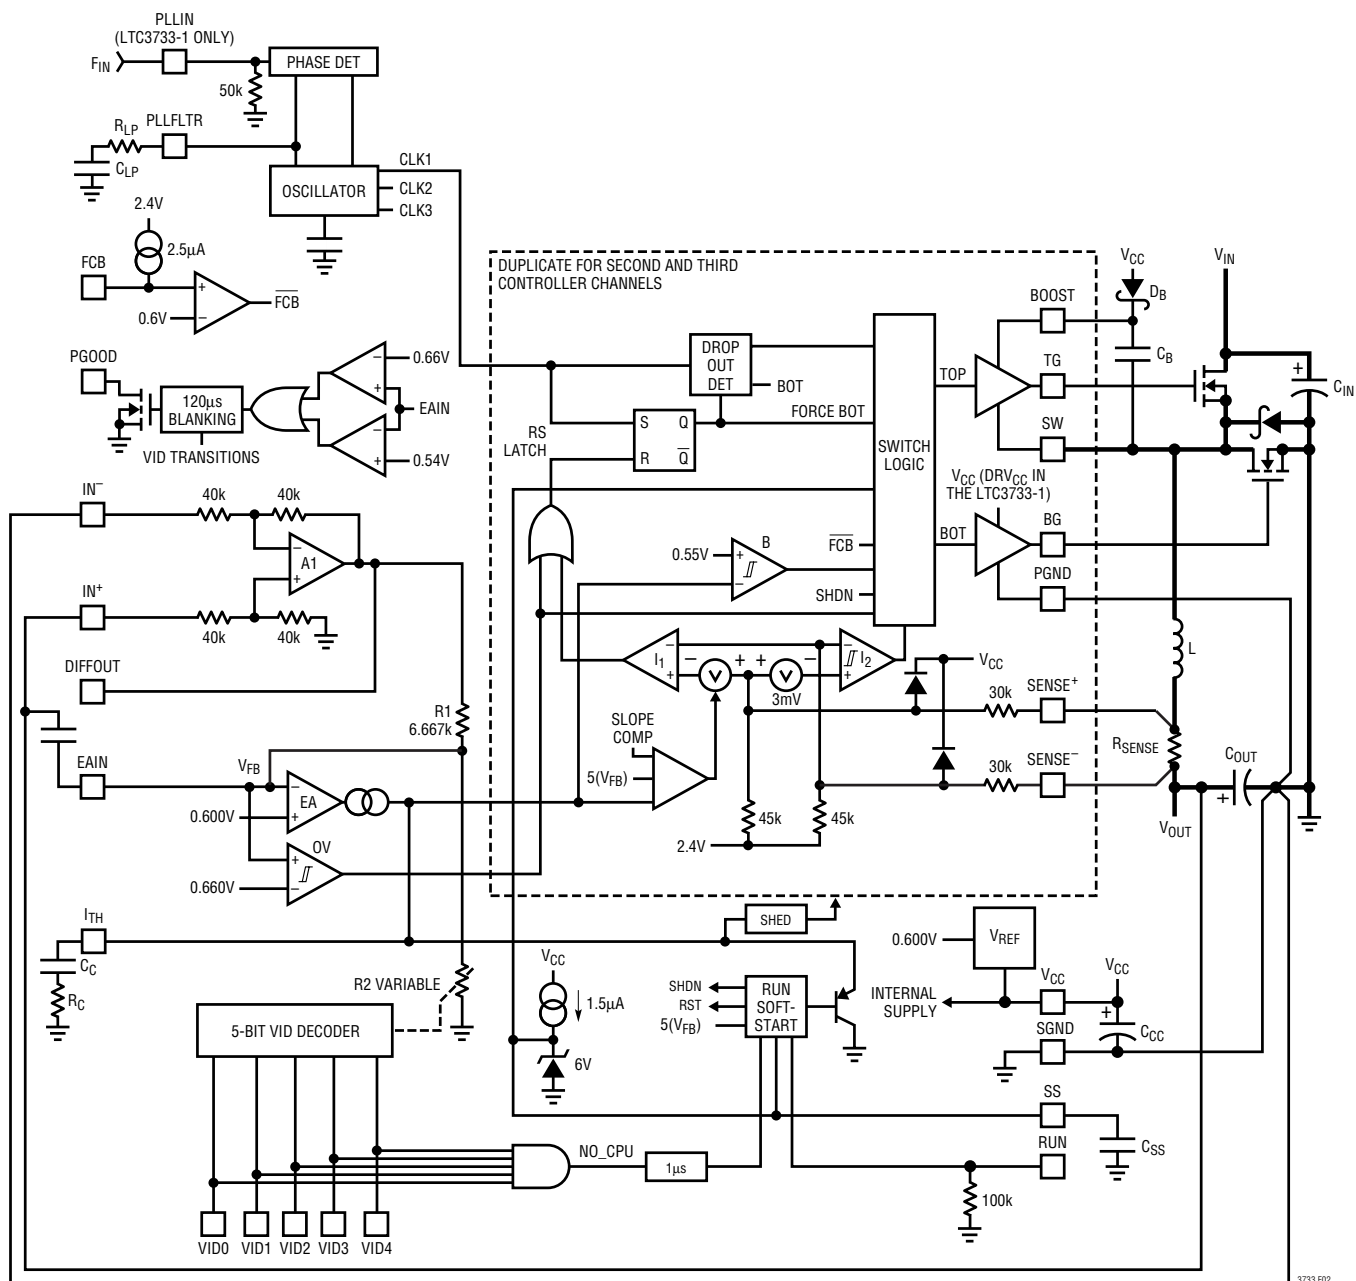 PLLIN
(LTC3733-1 ONLY)
FIN
PHASE DET
50k
RLP
PLLFLTR
CLP
OSCILLATOR
CLK1
CLK2
CLK3
2.4V
2.5µA
FCB
+
−
0.6V
FCB
PGOOD
120µs
BLANKING
VID TRANSITIONS
−
+
0.66V
EAIN
−
+
0.54V
DUPLICATE FOR SECOND AND THIRD
CONTROLLER CHANNELS
DROP
OUT
DET
BOT
FORCE BOT
RS
LATCH
S Q
R Q
SWITCH
LOGIC
TOP
BOT
VCC (DRVCC IN
THE LTC3733-1)
0.55V
+
−
B
FCB
SHDN
VCC
DB
BOOST
CB
TG
SW
BG
PGND
VIN
+
CIN
IN−
40k
40k
−
+
A1
IN+
40k
40k
DIFFOUT
R1
6.667k
EAIN
VFB
−
+
EA
0.600V
+
−
OV
0.660V
I1
−
+
− +
V
+ −
V
3mV
−
+
I2
SLOPE
COMP
5(VFB)
45k
45k
2.4V
VCC
30k
SENSE+
30k
SENSE−
L
RSENSE
COUT
+
VOUT
ITH
CC
RC
R2 VARIABLE
5-BIT VID DECODER
SHED
VCC
1.5µA
6V
SHDN
RST
5(VFB)
RUN
SOFT-
START
0.600V
VREF
INTERNAL
SUPPLY
VCC
VCC
+
CCC
SGND
SS
CSS
RUN
100k
NO_CPU
1µs
VID0 VID1 VID2 VID3 VID4
3733 F02